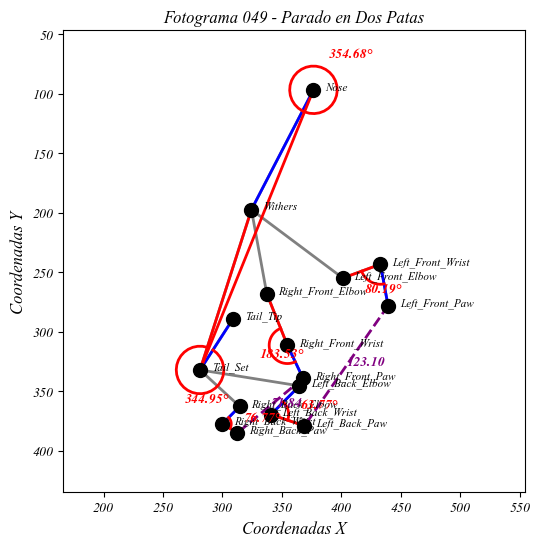 Fotograma 049 - Parado en Dos Patas
Coordenadas Y
50
100
150
200
250
300
350
400
354.68°
Nose
Withers
Left_Front_Wrist
Left_Front_Elbow
80.19°
Right_Front_Elbow
Left_Front_Paw
Tail_Tip
Right_Front_Wrist
183.53°
123.10
Tail_Set
Right_Front_Paw
Left_Back_Elbow
344.95°
Left_Back_Wrist
Left_Back_Paw
Right_Back_Paw
200
250
300
350
400
450
500
550
Coordenadas X